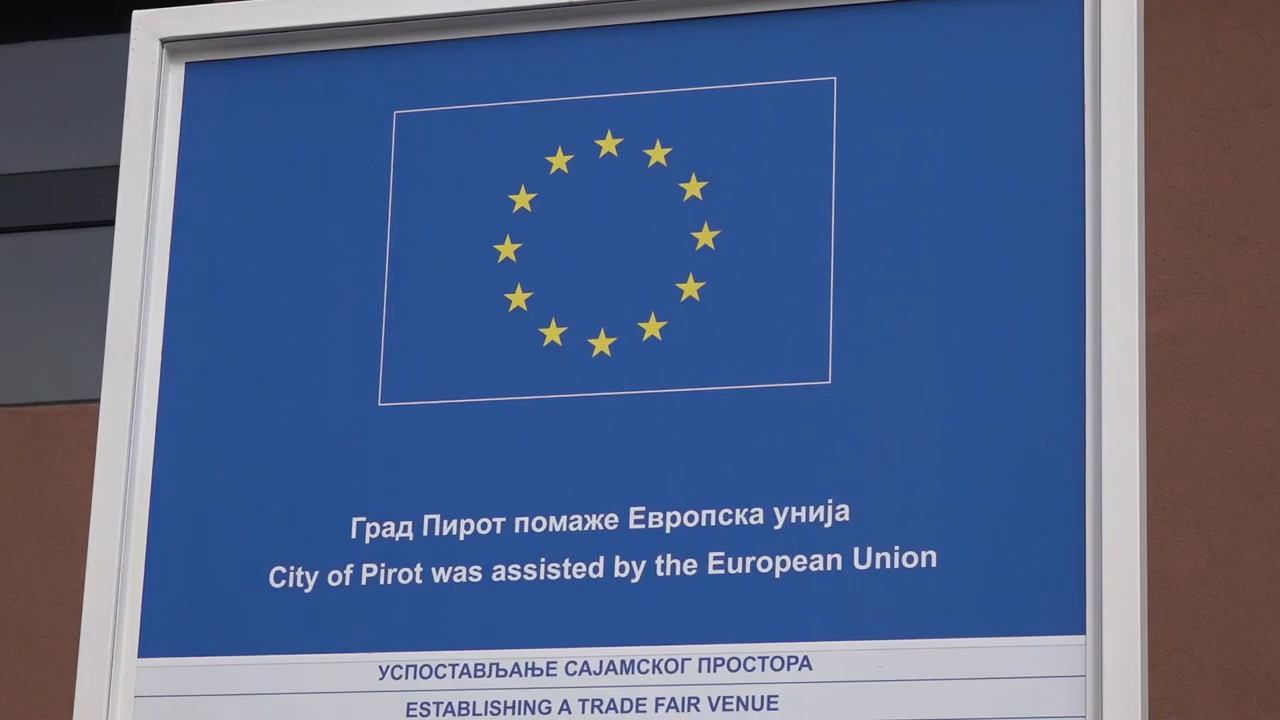 Град Пирот помаже Европска унија
City of Pirot was assisted by the European Union
УСПОСТАВЉАЊЕ САЈАМСКОГ ПРОСТОРА
ESTABLISHING A TRADE FAIR VENUE